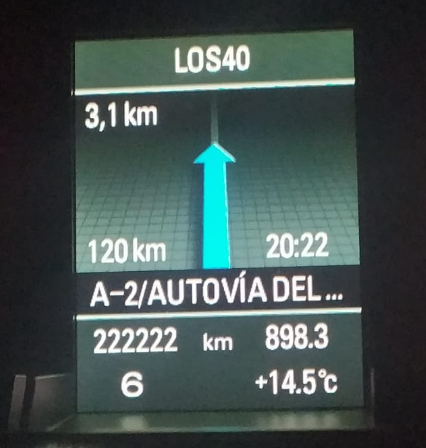 LOS40
3,1 km
120 km 20:22
A-2/AUTOVÍA DEL ...
222222 km 898.3
6 +14.5°c